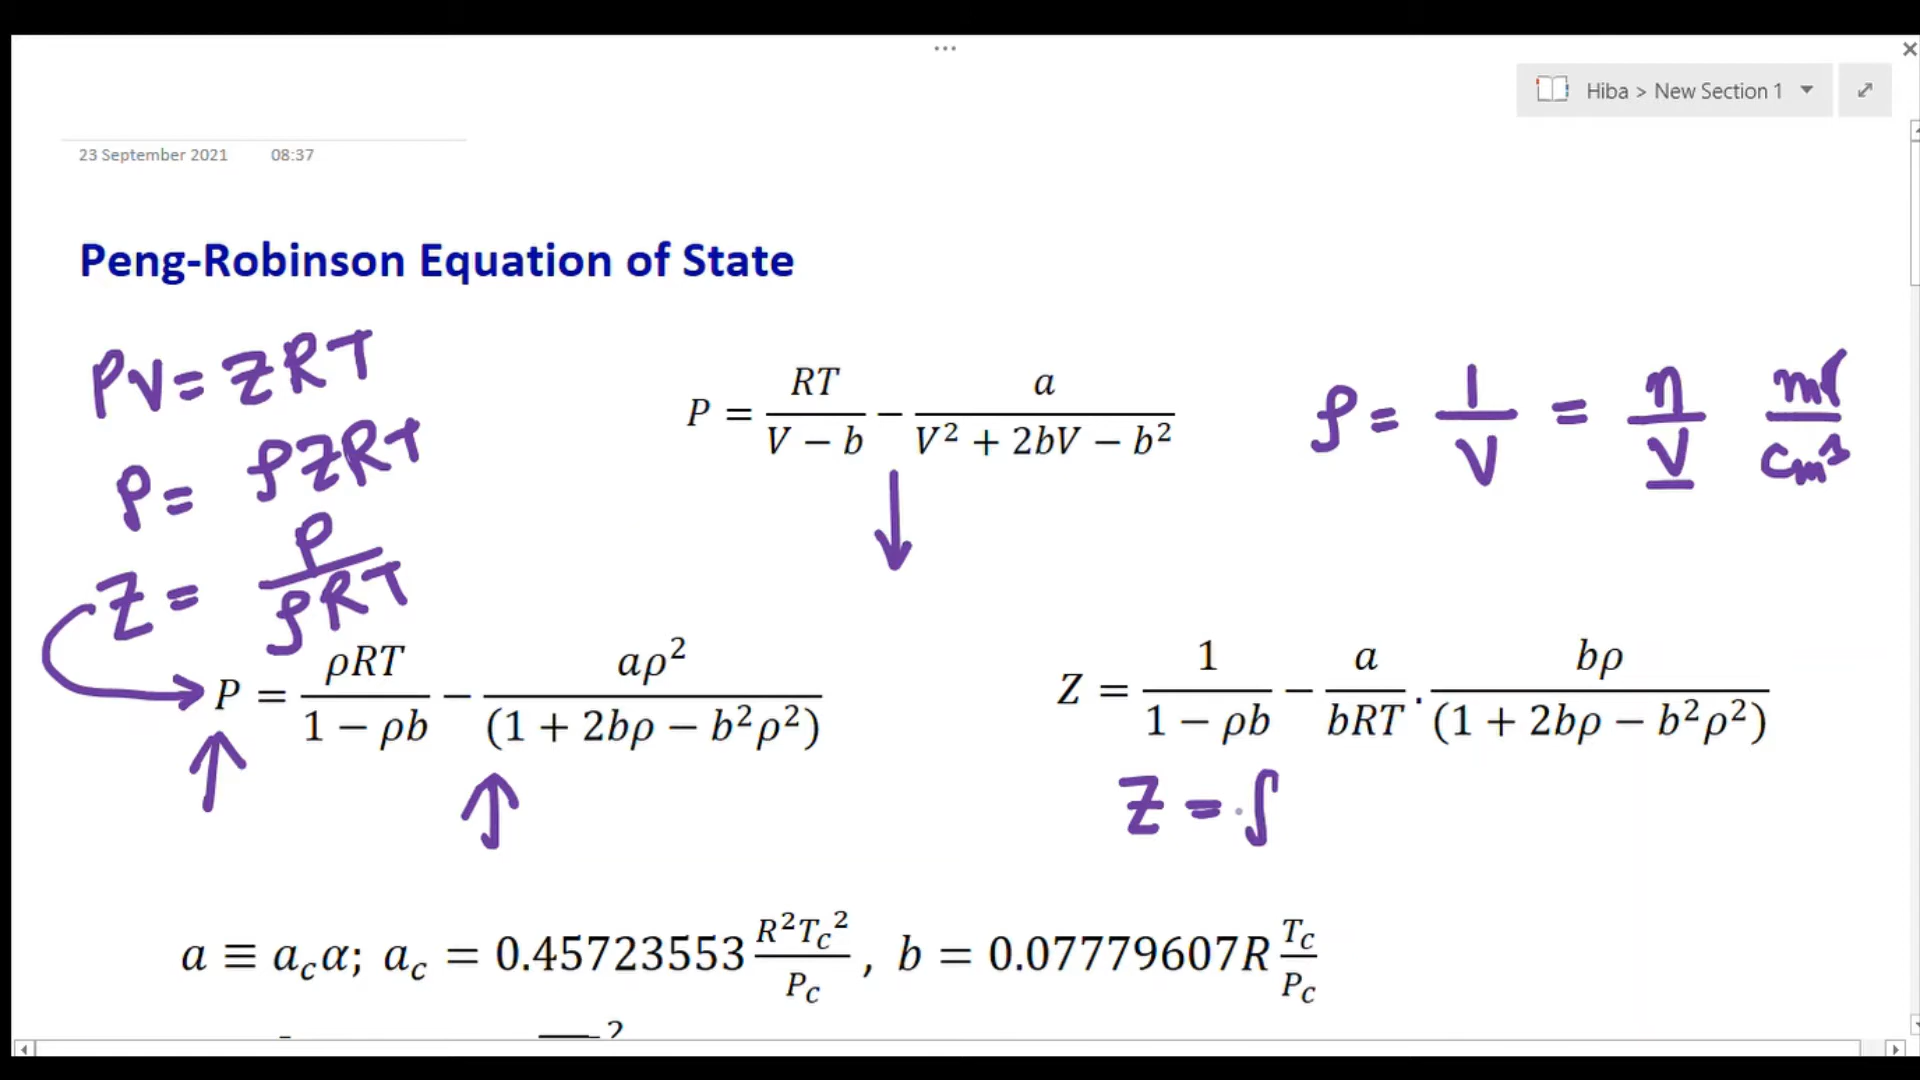 ...
Hiba > New Section 1
23 September 2021 08:37
Peng-Robinson Equation of State
PV = ZRT
P = ρZRT
Z = P / ρRT
P = RT / (V − b) − a / (V² + 2bV − b²)
ρ = 1 / V = n / V̲ ml / cm³
P = ρRT / (1 − ρb) − aρ² / (1 + 2bρ − b²ρ²)
Z = 1 / (1 − ρb) − a / bRT . bρ / (1 + 2bρ − b²ρ²)
Z = ∫
a ≡ a_cα; a_c = 0.45723553 R²T_c² / P_c , b = 0.07779607R T_c / P_c